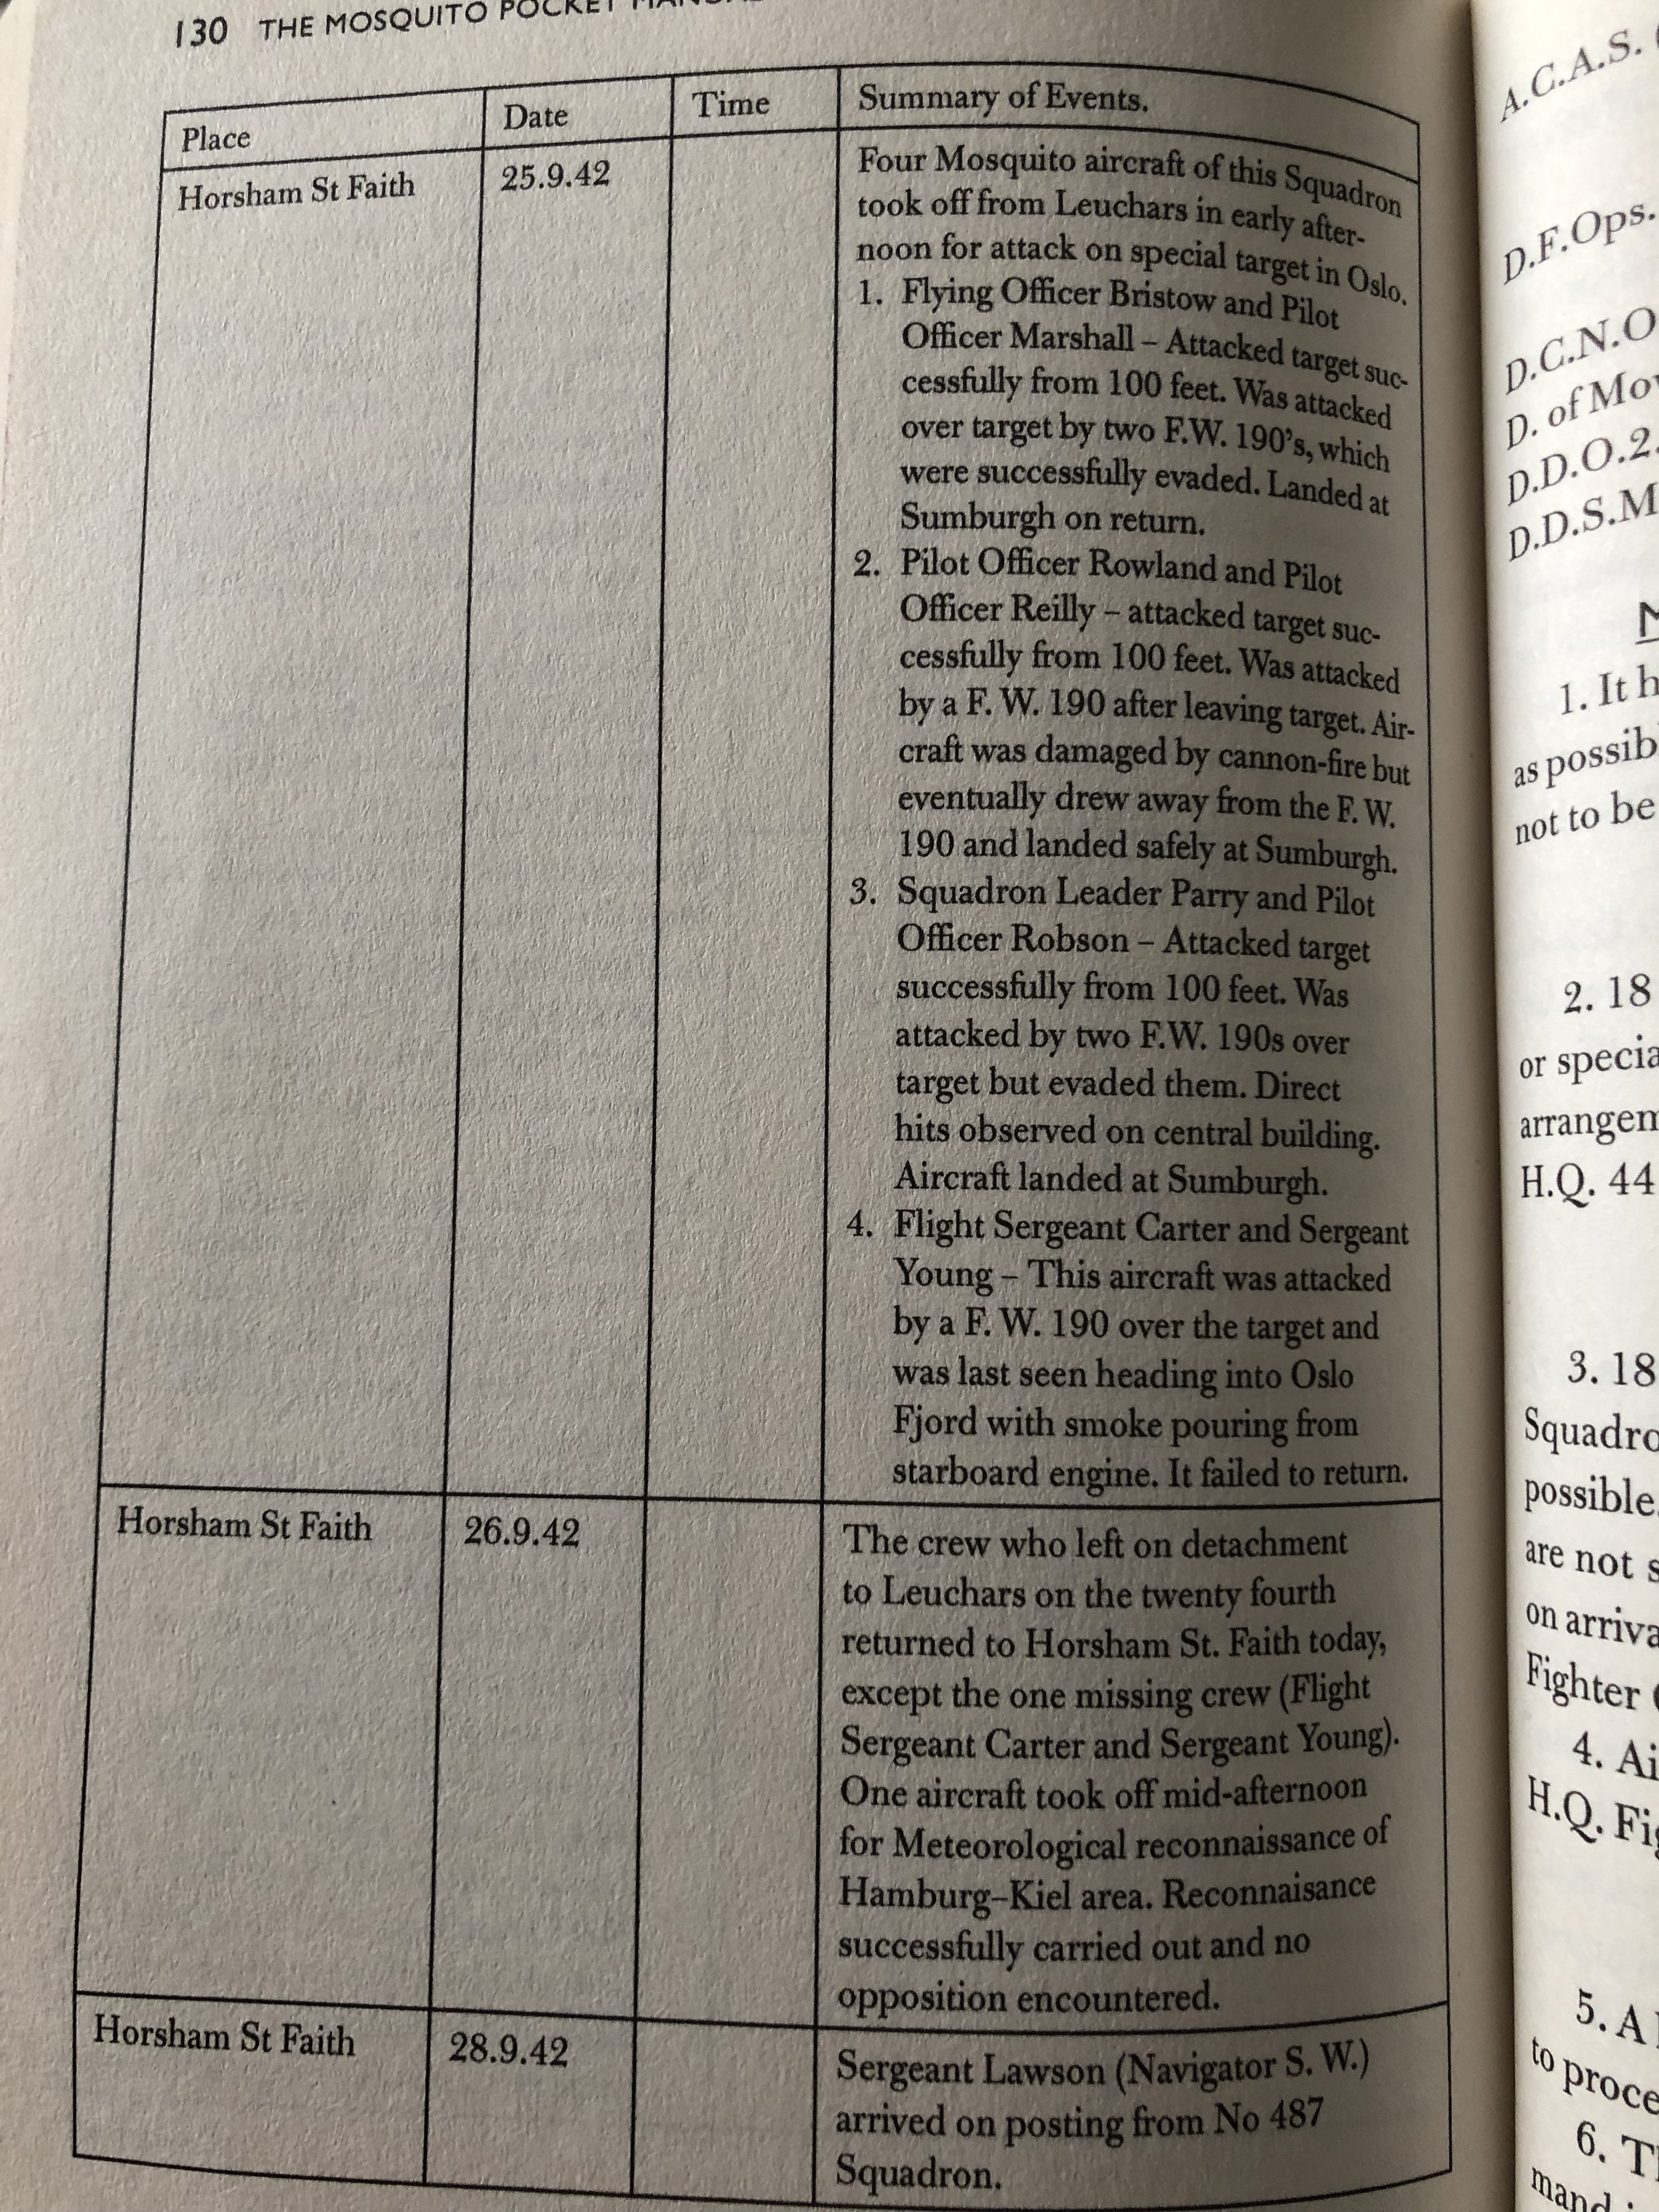 130 THE MOSQUITO POCKET MANUAL
Place Date Time Summary of Events.
Horsham St Faith 25.9.42 Four Mosquito aircraft of this Squadron
took off from Leuchars in early after-
noon for attack on special target in Oslo.
1. Flying Officer Bristow and Pilot
Officer Marshall – Attacked target suc-
cessfully from 100 feet. Was attacked
over target by two F.W. 190's, which
were successfully evaded. Landed at
Sumburgh on return.
2. Pilot Officer Rowland and Pilot
Officer Reilly – attacked target suc-
cessfully from 100 feet. Was attacked
by a F. W. 190 after leaving target. Air-
craft was damaged by cannon-fire but
eventually drew away from the F. W.
190 and landed safely at Sumburgh.
3. Squadron Leader Parry and Pilot
Officer Robson – Attacked target
successfully from 100 feet. Was
attacked by two F.W. 190s over
target but evaded them. Direct
hits observed on central building.
Aircraft landed at Sumburgh.
4. Flight Sergeant Carter and Sergeant
Young – This aircraft was attacked
by a F. W. 190 over the target and
was last seen heading into Oslo
Fjord with smoke pouring from
starboard engine. It failed to return.
Horsham St Faith 26.9.42 The crew who left on detachment
to Leuchars on the twenty fourth
returned to Horsham St. Faith today,
except the one missing crew (Flight
Sergeant Carter and Sergeant Young).
One aircraft took off mid-afternoon
for Meteorological reconnaissance of
Hamburg–Kiel area. Reconnaisance
successfully carried out and no
opposition encountered.
Horsham St Faith 28.9.42 Sergeant Lawson (Navigator S. W.)
arrived on posting from No 487
Squadron.
A.C.A.S.
D.F.Ops.
D.C.N.O
D. of
D.D.O.2.
D.D.S.M
1. It
as
not to be
2. 18
or
H.Q. 44
3. 18
possible
are not
on
Fighter
4.
H.Q.
5. A
to
6.